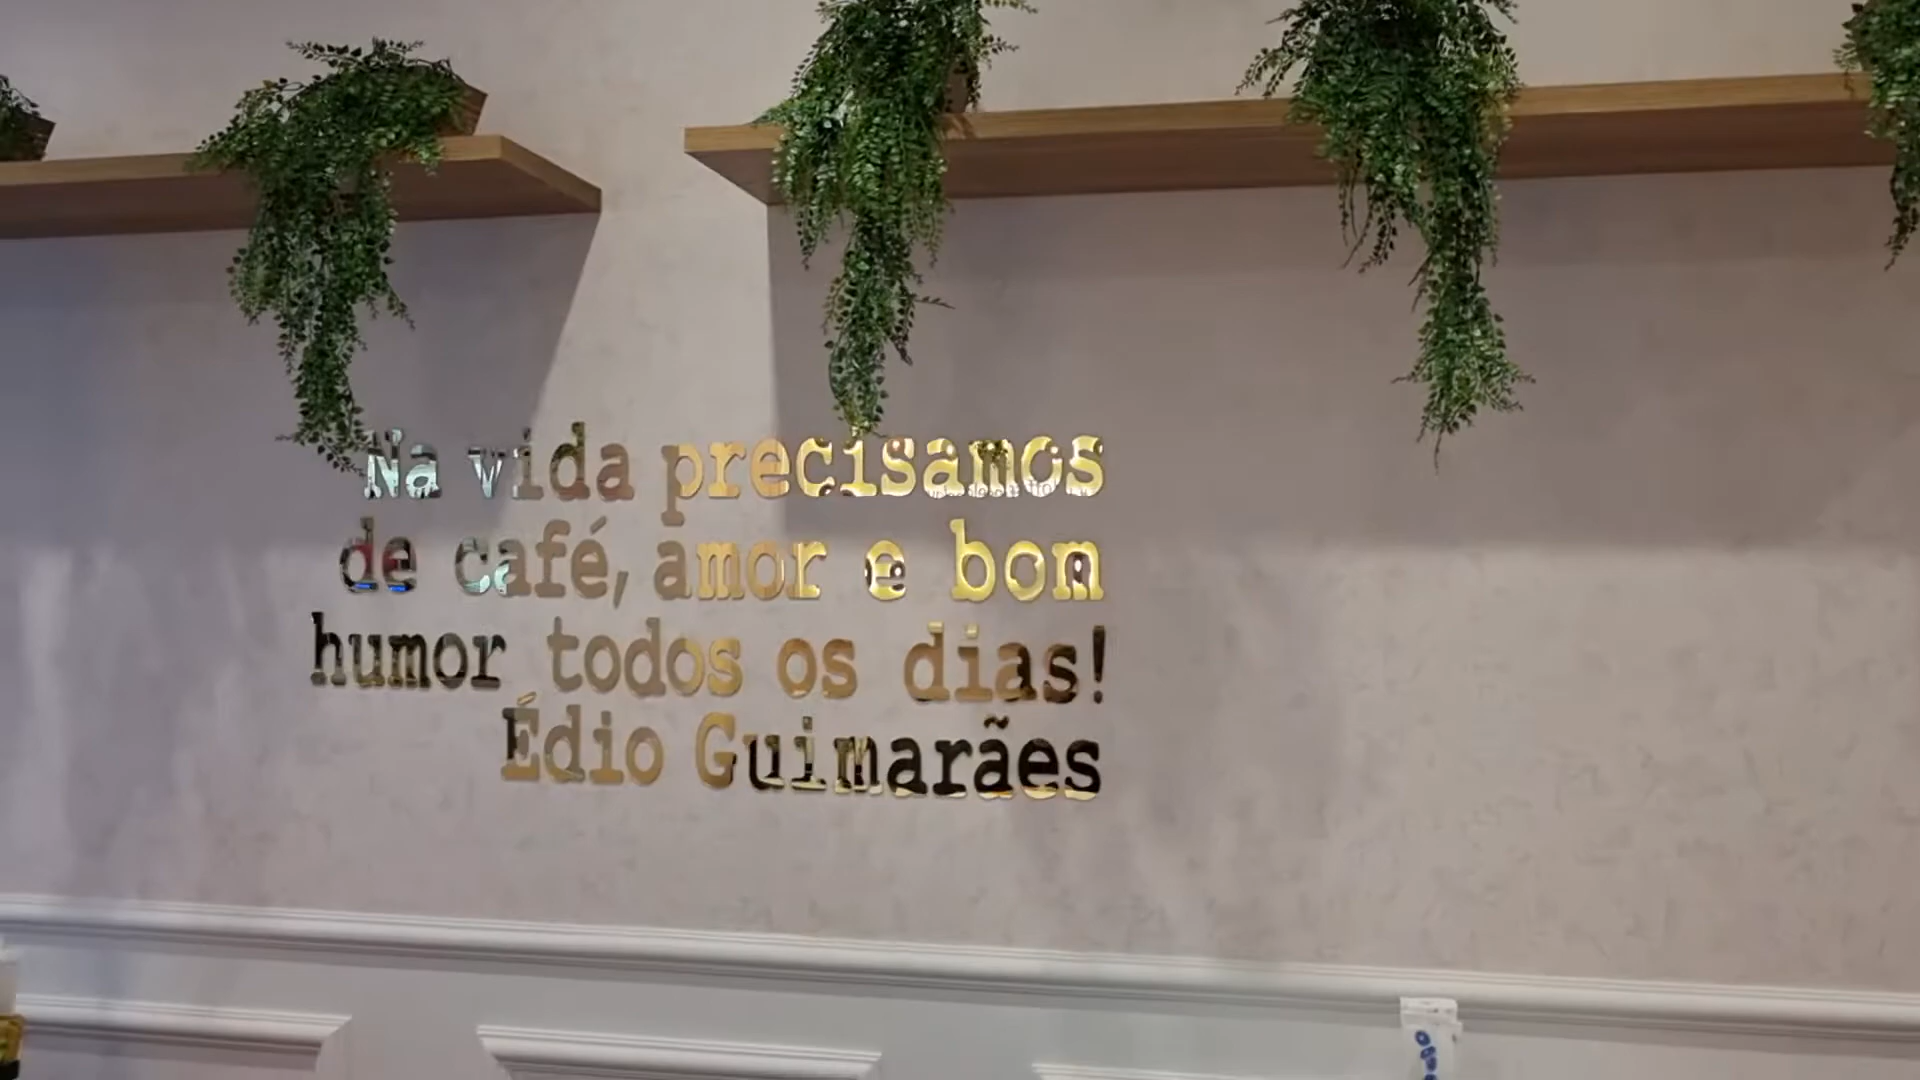 Na vida precisamos
de café, amor e bom
humor todos os dias!
Édio Guimarães